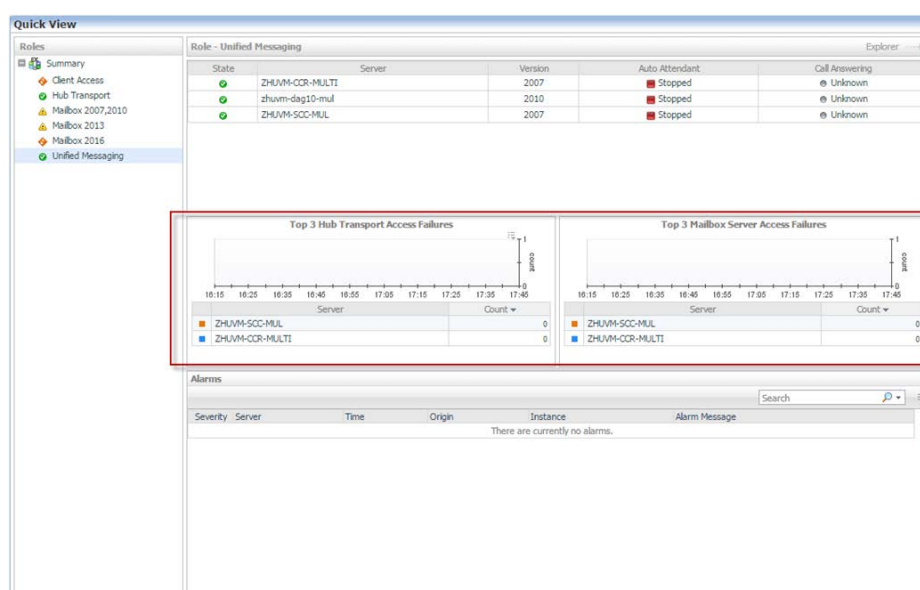 Quick View
Roles
Summary
Client Access
Hub Transport
Mailbox 2007,2010
Mailbox 2013
Mailbox 2016
Unified Messaging
Role - Unified Messaging Explorer
State Server Version Auto Attendant Call Answering
ZHUVM-CCR-MULTI 2007 Stopped Unknown
zhuvm-dag10-mul 2010 Stopped Unknown
ZHUVM-SCC-MUL 2007 Stopped Unknown
Top 3 Hub Transport Access Failures
1
count
0
16:15 16:25 16:35 16:45 16:55 17:05 17:15 17:25 17:35 17:45
Server Count
ZHUVM-SCC-MUL 0
ZHUVM-CCR-MULTI 0
Top 3 Mailbox Server Access Failures
1
count
0
16:15 16:25 16:35 16:45 16:55 17:05 17:15 17:25 17:35 17:45
Server Count
ZHUVM-SCC-MUL 0
ZHUVM-CCR-MULTI 0
Alarms
Search
Severity Server Time Origin Instance Alarm Message
There are currently no alarms.